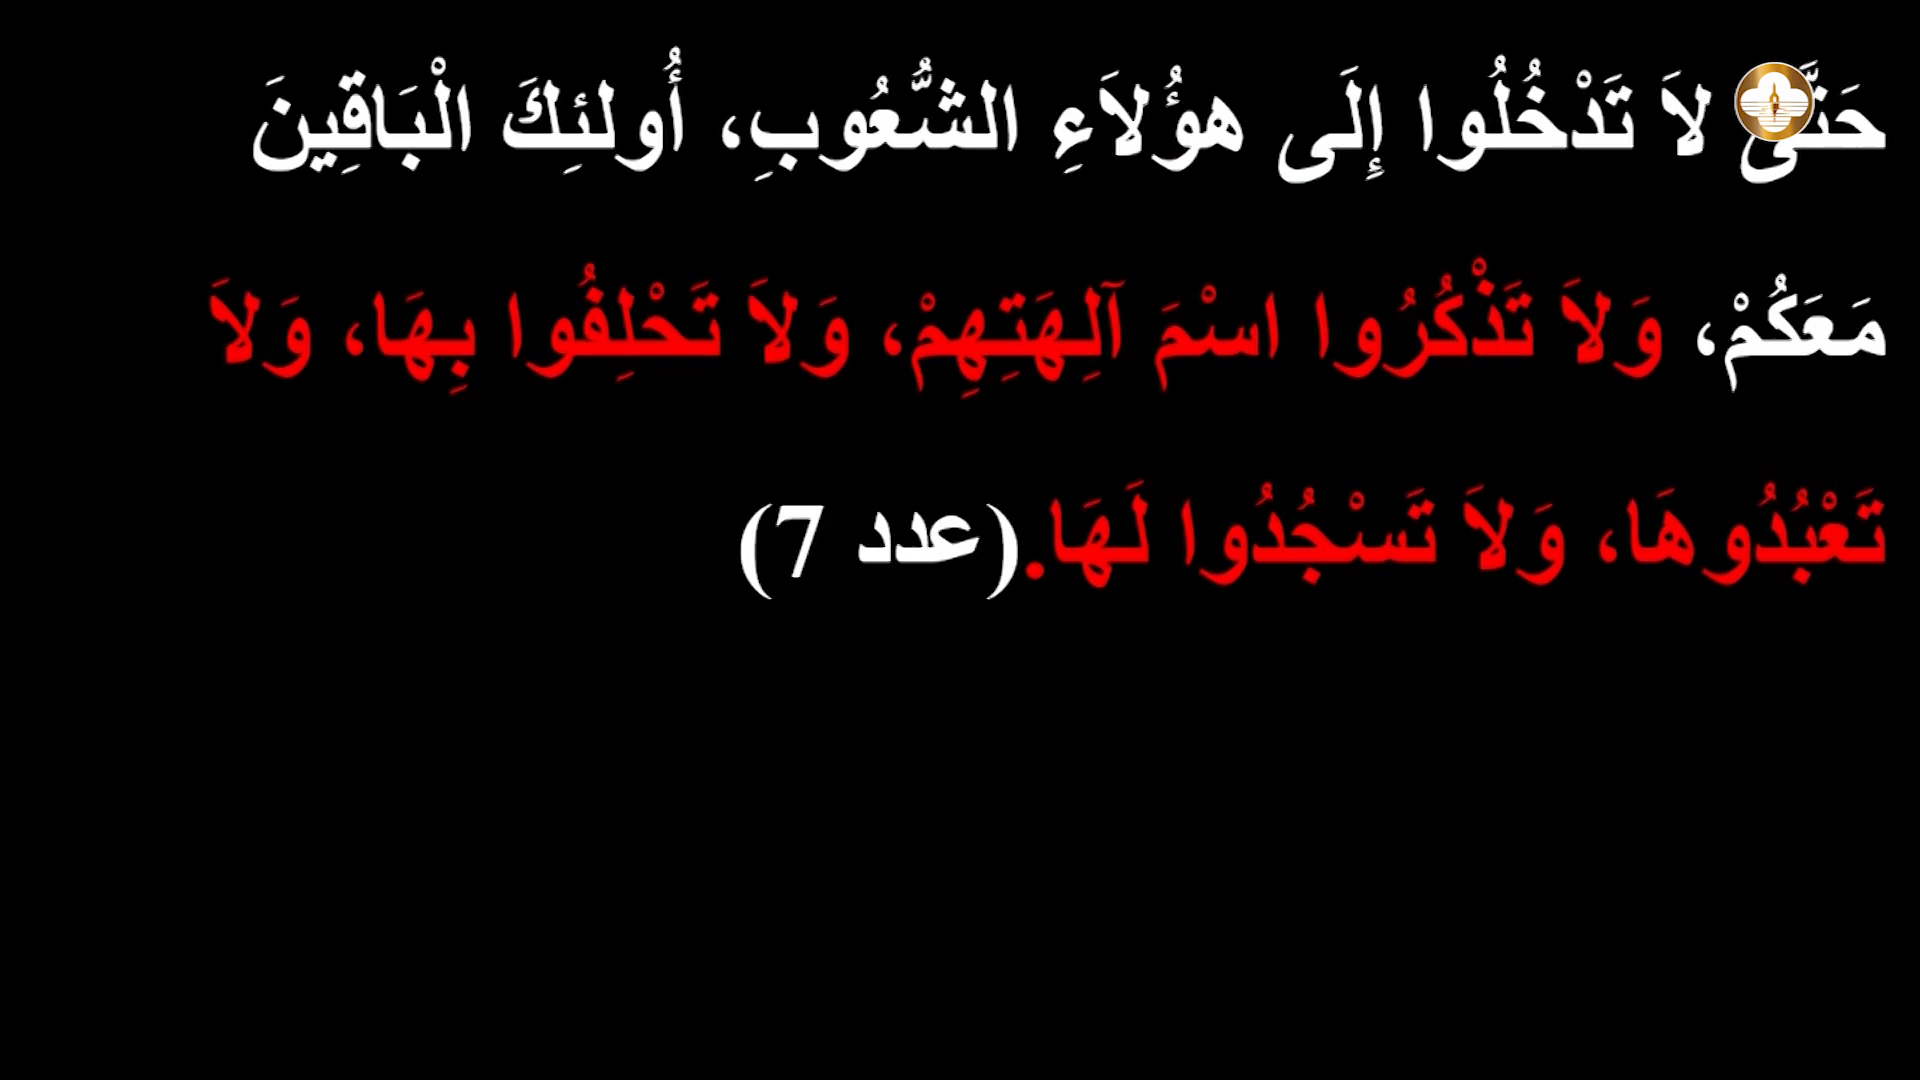 حَتَّى لاَ تَدْخُلُوا إِلَى هؤُلاَءِ الشُّعُوبِ، أُولئِكَ الْبَاقِينَ
مَعَكُمْ، وَلاَ تَذْكُرُوا اسْمَ آلِهَتِهِمْ، وَلاَ تَحْلِفُوا بِهَا، وَلاَ
تَعْبُدُوهَا، وَلاَ تَسْجُدُوا لَهَا.(عدد 7)